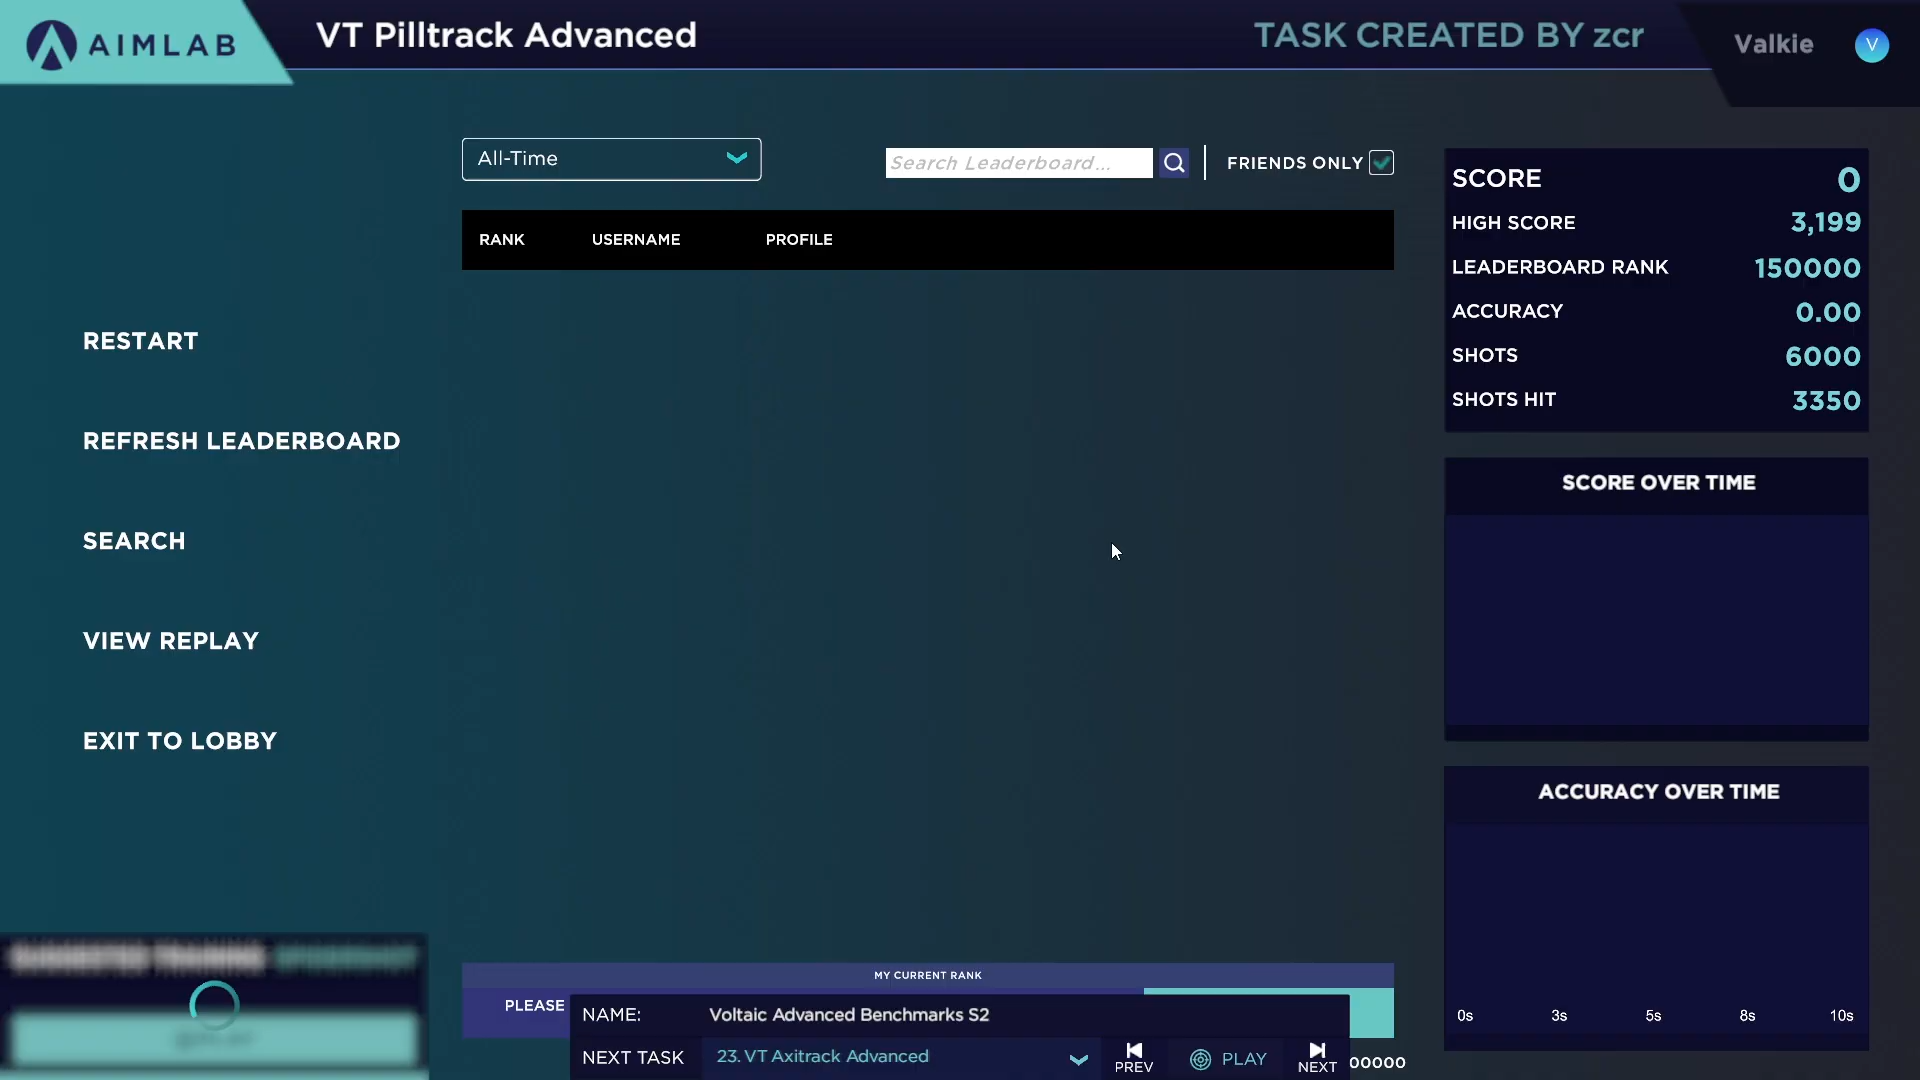 AIMLAB
VT Pilltrack Advanced
TASK CREATED BY zcr
Valkie
V
All-Time
Search Leaderboard...
FRIENDS ONLY
RANK USERNAME PROFILE
RESTART
REFRESH LEADERBOARD
SEARCH
VIEW REPLAY
EXIT TO LOBBY
SCORE 0
HIGH SCORE 3,199
LEADERBOARD RANK 150000
ACCURACY 0.00
SHOTS 6000
SHOTS HIT 3350
SCORE OVER TIME
ACCURACY OVER TIME
0s 3s 5s 8s 10s
SUGGESTED TRAINING
MY CURRENT RANK
PLEASE
NAME: Voltaic Advanced Benchmarks S2
NEXT TASK 23. VT Axitrack Advanced
PREV
PLAY
NEXT
00000